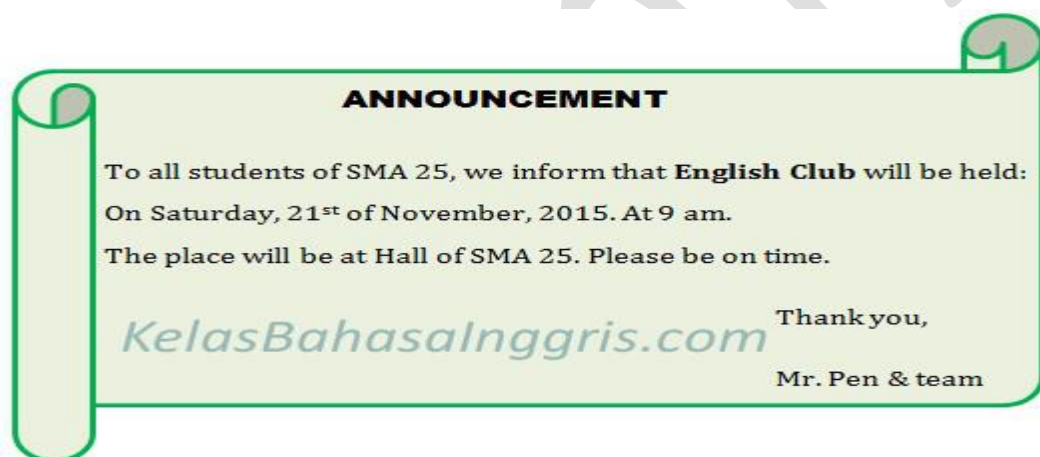 ANNOUNCEMENT
To all students of SMA 25, we inform that English Club will be held:
On Saturday, 21st of November, 2015. At 9 am.
The place will be at Hall of SMA 25. Please be on time.
Thank you,
KelasBahasaInggris.com
Mr. Pen & team